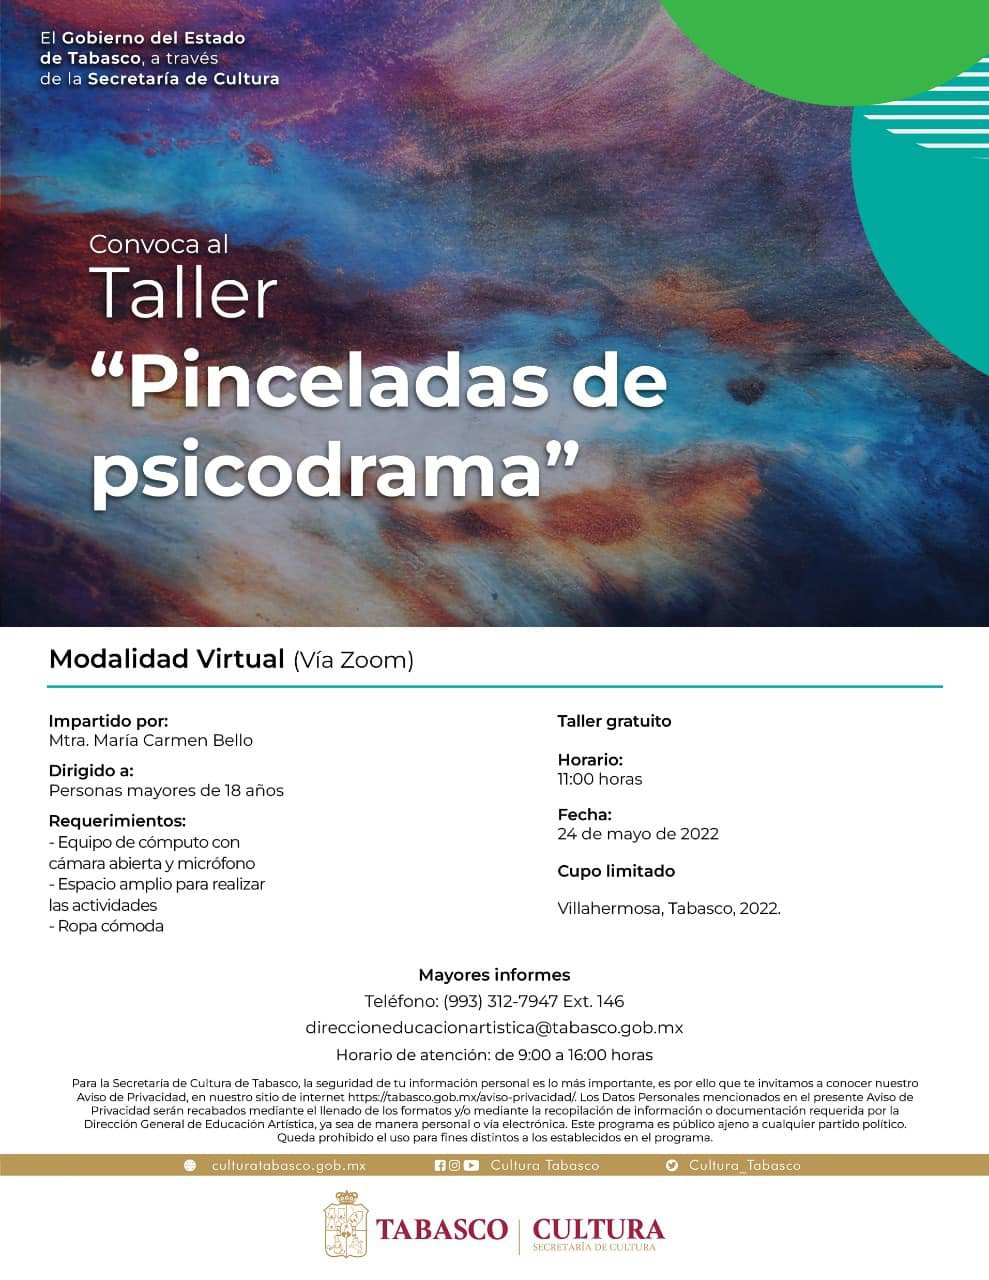 El Gobierno del Estado
de Tabasco, a través
de la Secretaría de Cultura
Convoca al
Taller
“Pinceladas de
psicodrama”
Modalidad Virtual (Vía Zoom)
Impartido por:
Mtra. María Carmen Bello
Dirigido a:
Personas mayores de 18 años
Requerimientos:
- Equipo de cómputo con
cámara abierta y micrófono
- Espacio amplio para realizar
las actividades
- Ropa cómoda
Taller gratuito
Horario:
11:00 horas
Fecha:
24 de mayo de 2022
Cupo limitado
Villahermosa, Tabasco, 2022.
Mayores informes
Teléfono: (993) 312-7947 Ext. 146
direccioneducacionartistica@tabasco.gob.mx
Horario de atención: de 9:00 a 16:00 horas
Para la Secretaría de Cultura de Tabasco, la seguridad de tu información personal es lo más importante, es por ello que te invitamos a conocer nuestro
Aviso de Privacidad, en nuestro sitio de internet https://tabasco.gob.mx/aviso-privacidad/. Los Datos Personales mencionados en el presente Aviso de
Privacidad serán recabados mediante el llenado de los formatos y/o mediante la recopilación de información o documentación requerida por la
Dirección General de Educación Artística, ya sea de manera personal o vía electrónica. Este programa es público ajeno a cualquier partido político.
Queda prohibido el uso para fines distintos a los establecidos en el programa.
culturatabasco.gob.mx
Cultura Tabasco
Cultura_Tabasco
TABASCO
CULTURA
SECRETARÍA DE CULTURA